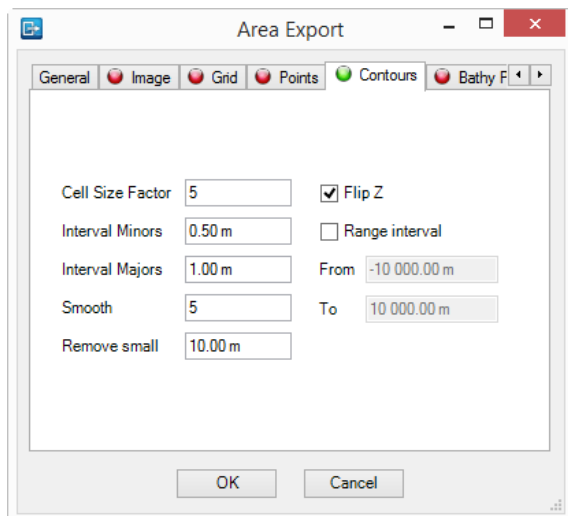 Area Export
General Image Grid Points Contours Bathy F
Cell Size Factor 5 Flip Z
Interval Minors 0.50 m Range interval
Interval Majors 1.00 m From -10 000.00 m
Smooth 5 To 10 000.00 m
Remove small 10.00 m
OK Cancel